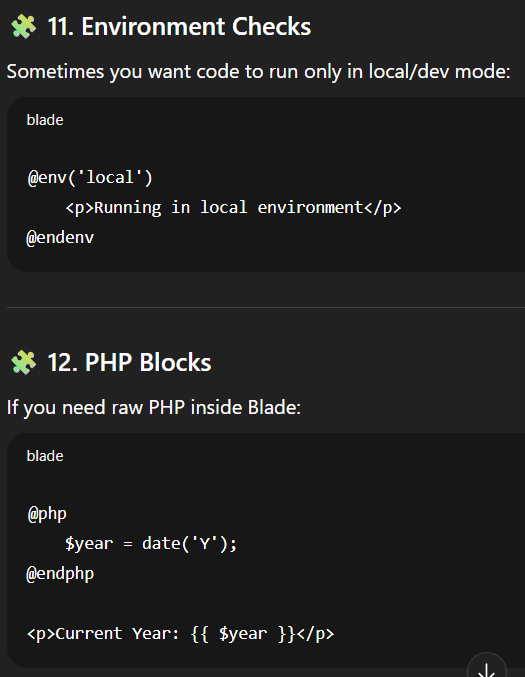 🧩 11. Environment Checks
Sometimes you want code to run only in local/dev mode:
blade
@env('local')
    <p>Running in local environment</p>
@endenv
🧩 12. PHP Blocks
If you need raw PHP inside Blade:
blade
@php
    $year = date('Y');
@endphp
<p>Current Year: {{ $year }}</p>